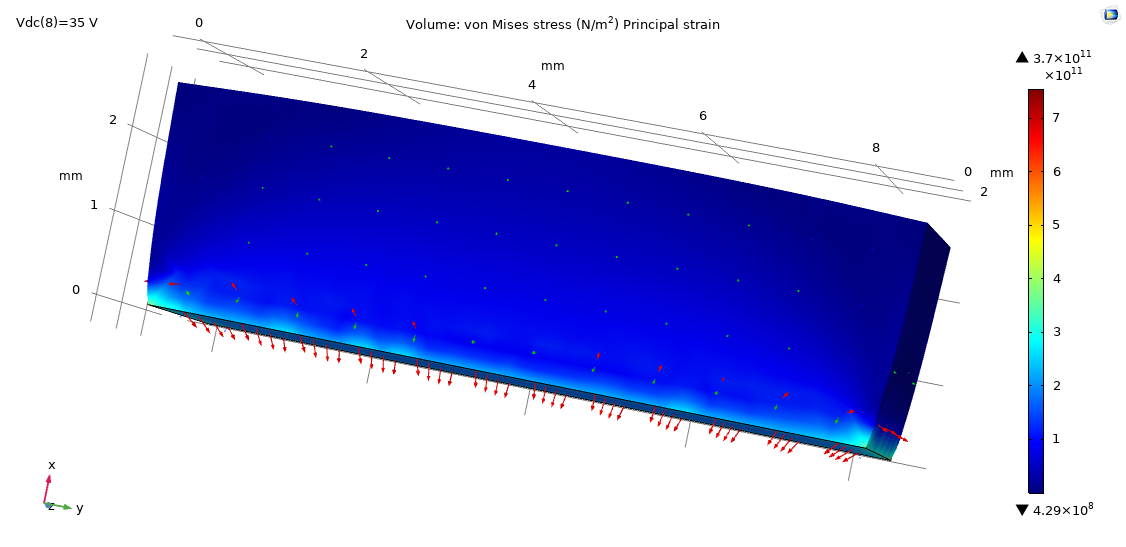 Vdc(8)=35 V
Volume: von Mises stress (N/m²) Principal strain
0
2
mm
4
6
8
0
mm
2
2
mm
1
0
▲ 3.7×10¹¹
×10¹¹
7
6
5
4
3
2
1
▼ 4.29×10⁸
x
z
y